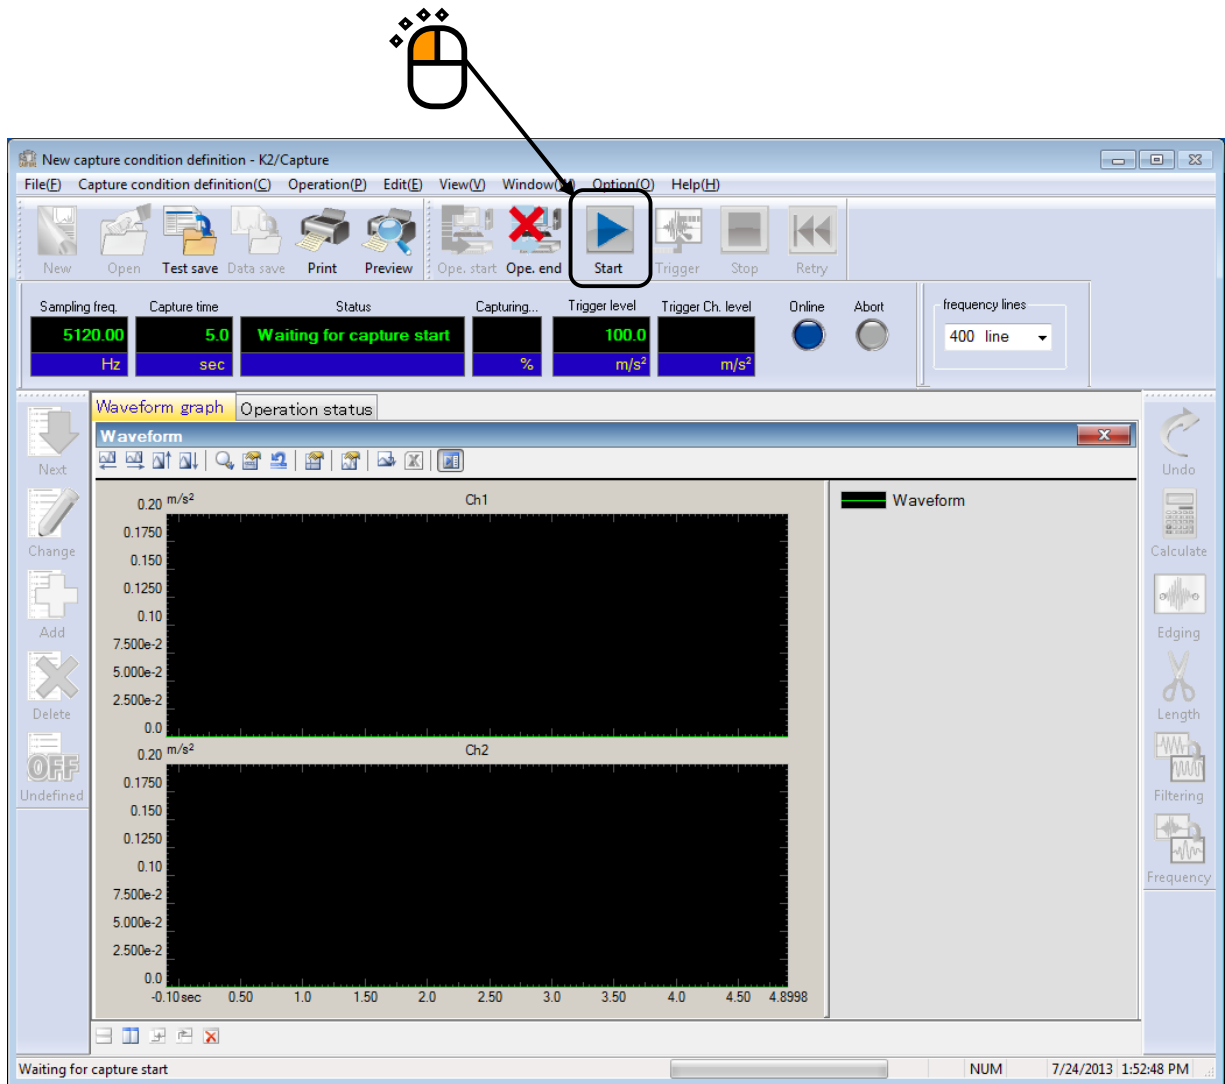 New capture condition definition - K2/Capture
File(F) Capture condition definition(C) Operation(P) Edit(E) View(V) Window( ) Option(O) Help(H)
New Open Test save Data save Print Preview Ope. start Ope. end Start Trigger Stop Retry
Sampling freq. Capture time Status Capturing... Trigger level Trigger Ch. level Online Abort frequency lines
5120.00 5.0 Waiting for capture start 100.0 400 line
Hz sec % m/s² m/s²
Waveform graph Operation status
Waveform
Next
Change
Add
Delete
OFF
Undefined
0.20 m/s² Ch1
0.1750
0.150
0.1250
0.10
7.500e-2
5.000e-2
2.500e-2
0.0
0.20 m/s² Ch2
0.1750
0.150
0.1250
0.10
7.500e-2
5.000e-2
2.500e-2
0.0
-0.10sec 0.50 1.0 1.50 2.0 2.50 3.0 3.50 4.0 4.50 4.8998
Waveform
Undo
Calculate
Edging
Length
Filtering
Frequency
Waiting for capture start NUM 7/24/2013 1:52:48 PM